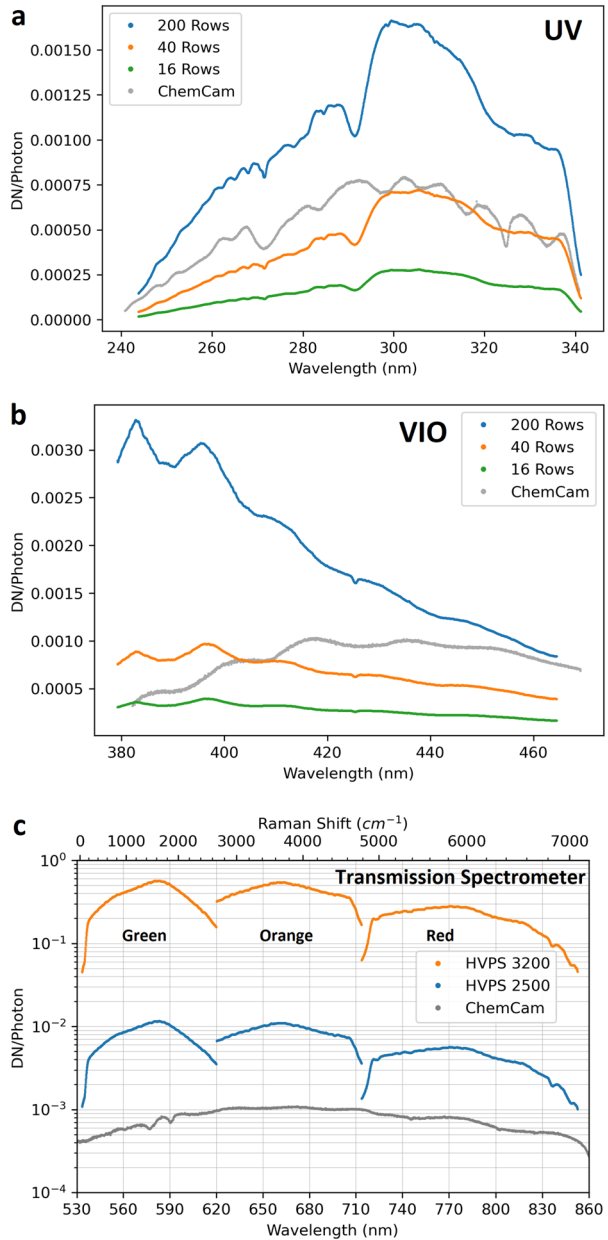 a
UV
200 Rows
40 Rows
16 Rows
ChemCam
0.00150
0.00125
0.00100
0.00075
0.00050
0.00025
0.00000
DN/Photon
240 260 280 300 320 340
Wavelength (nm)
b
VIO
200 Rows
40 Rows
16 Rows
ChemCam
0.0030
0.0025
0.0020
0.0015
0.0010
0.0005
DN/Photon
380 400 420 440 460
Wavelength (nm)
c
Raman Shift (cm⁻¹)
0 1000 2000 3000 4000 5000 6000 7000
Transmission Spectrometer
Green Orange Red
HVPS 3200
HVPS 2500
ChemCam
10⁰
10⁻¹
10⁻²
10⁻³
10⁻⁴
DN/Photon
530 560 590 620 650 680 710 740 770 802 832 860
Wavelength (nm)